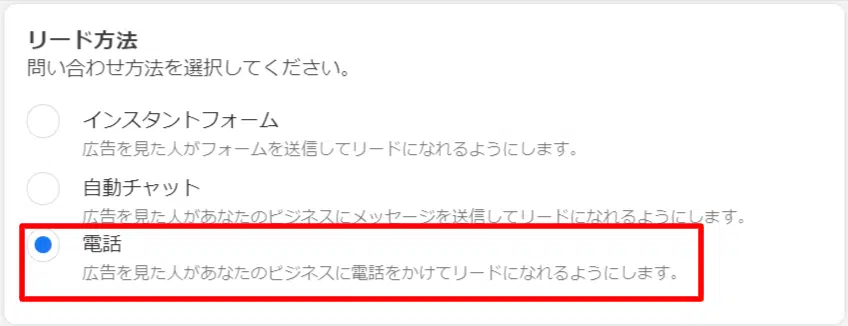 リード方法
問い合わせ方法を選択してください。
インスタントフォーム
広告を見た人がフォームを送信してリードになれるようにします。
自動チャット
広告を見た人があなたのビジネスにメッセージを送信してリードになれるようにします。
電話
広告を見た人があなたのビジネスに電話をかけてリードになれるようにします。